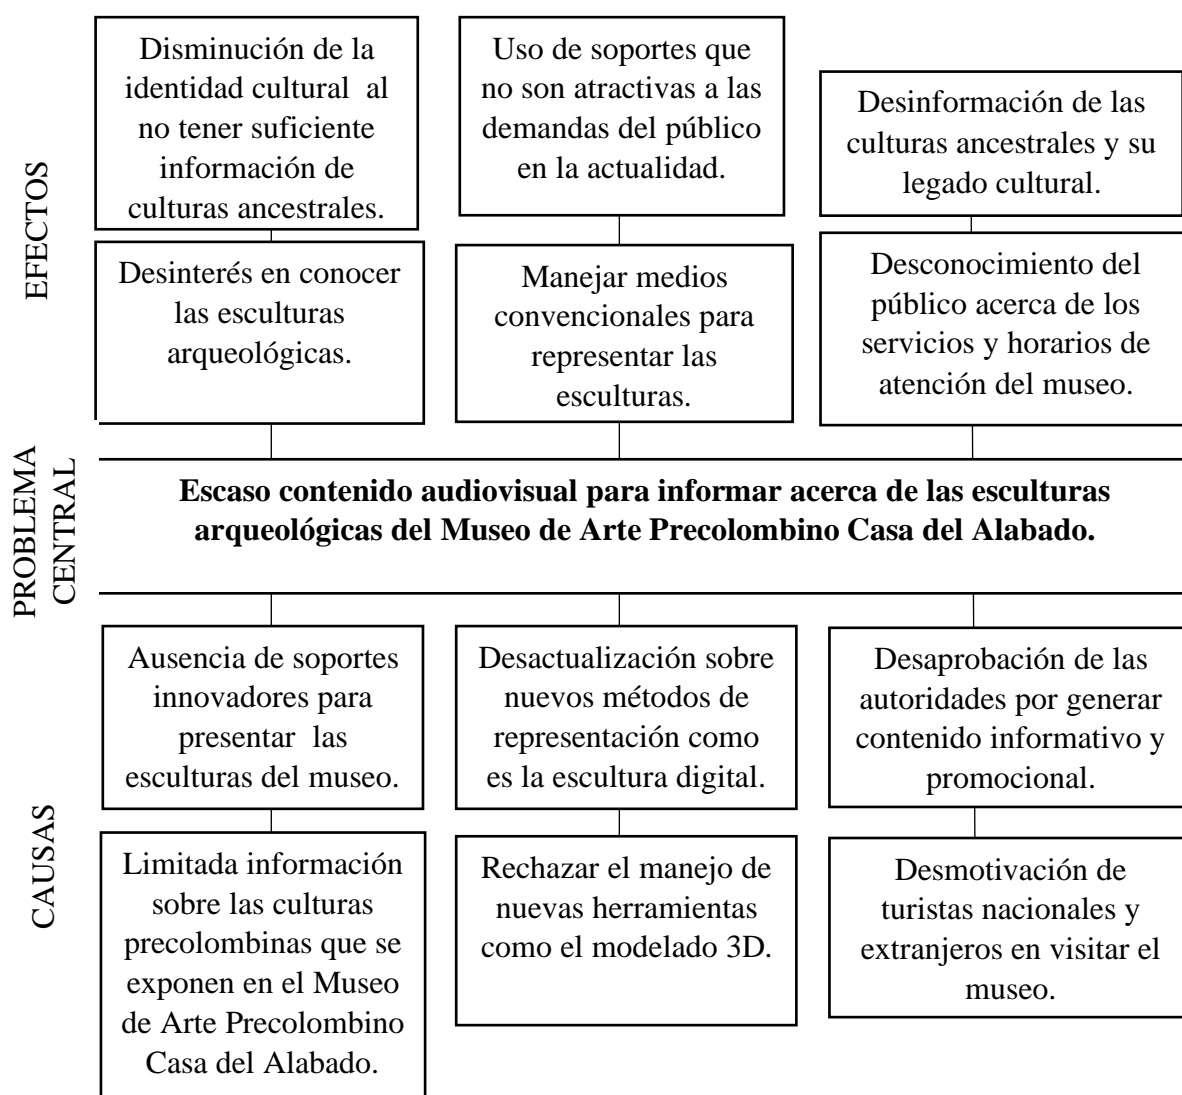 EFECTOS
Disminución de la
identidad cultural al
no tener suficiente
información de
culturas ancestrales.
Uso de soportes que
no son atractivas a las
demandas del público
en la actualidad.
Desinformación de las
culturas ancestrales y su
legado cultural.
Desinterés en conocer
las esculturas
arqueológicas.
Manejar medios
convencionales para
representar las
esculturas.
Desconocimiento del
público acerca de los
servicios y horarios de
atención del museo.
PROBLEMA
CENTRAL
Escaso contenido audiovisual para informar acerca de las esculturas
arqueológicas del Museo de Arte Precolombino Casa del Alabado.
CAUSAS
Ausencia de soportes
innovadores para
presentar las
esculturas del museo.
Desactualización sobre
nuevos métodos de
representación como
es la escultura digital.
Desaprobación de las
autoridades por generar
contenido informativo y
promocional.
Limitada información
sobre las culturas
precolombinas que se
exponen en el Museo
de Arte Precolombino
Casa del Alabado.
Rechazar el manejo de
nuevas herramientas
como el modelado 3D.
Desmotivación de
turistas nacionales y
extranjeros en visitar el
museo.